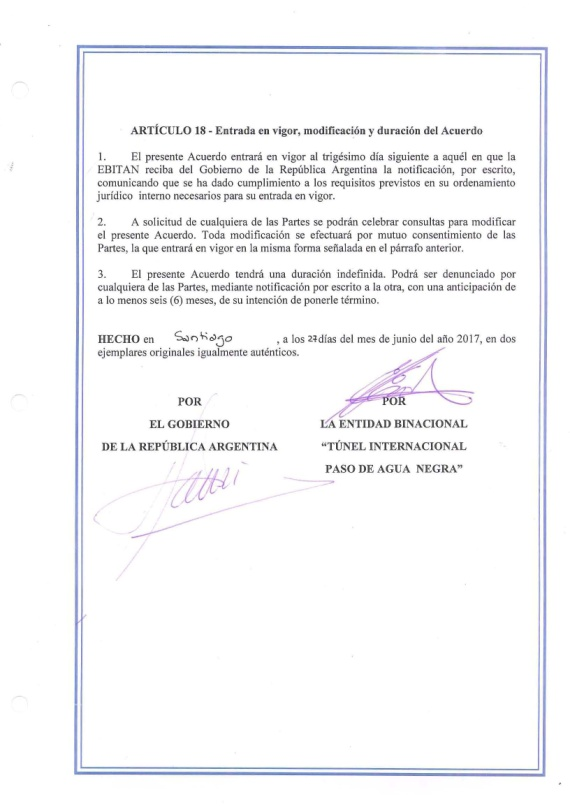 ARTÍCULO 18 - Entrada en vigor, modificación y duración del Acuerdo
1. El presente Acuerdo entrará en vigor al trigésimo día siguiente a aquél en que la
EBITAN reciba del Gobierno de la República Argentina la notificación, por escrito,
comunicando que se ha dado cumplimiento a los requisitos previstos en su ordenamiento
jurídico interno necesarios para su entrada en vigor.
2. A solicitud de cualquiera de las Partes se podrán celebrar consultas para modificar
el presente Acuerdo. Toda modificación se efectuará por mutuo consentimiento de las
Partes, la que entrará en vigor en la misma forma señalada en el párrafo anterior.
3. El presente Acuerdo tendrá una duración indefinida. Podrá ser denunciado por
cualquiera de las Partes, mediante notificación por escrito a la otra, con una anticipación de
a lo menos seis (6) meses, de su intención de ponerle término.
HECHO en Santiago , a los 27 días del mes de junio del año 2017, en dos
ejemplares originales igualmente auténticos.
POR
EL GOBIERNO
DE LA REPÚBLICA ARGENTINA
POR
LA ENTIDAD BINACIONAL
“TÚNEL INTERNACIONAL
PASO DE AGUA NEGRA”